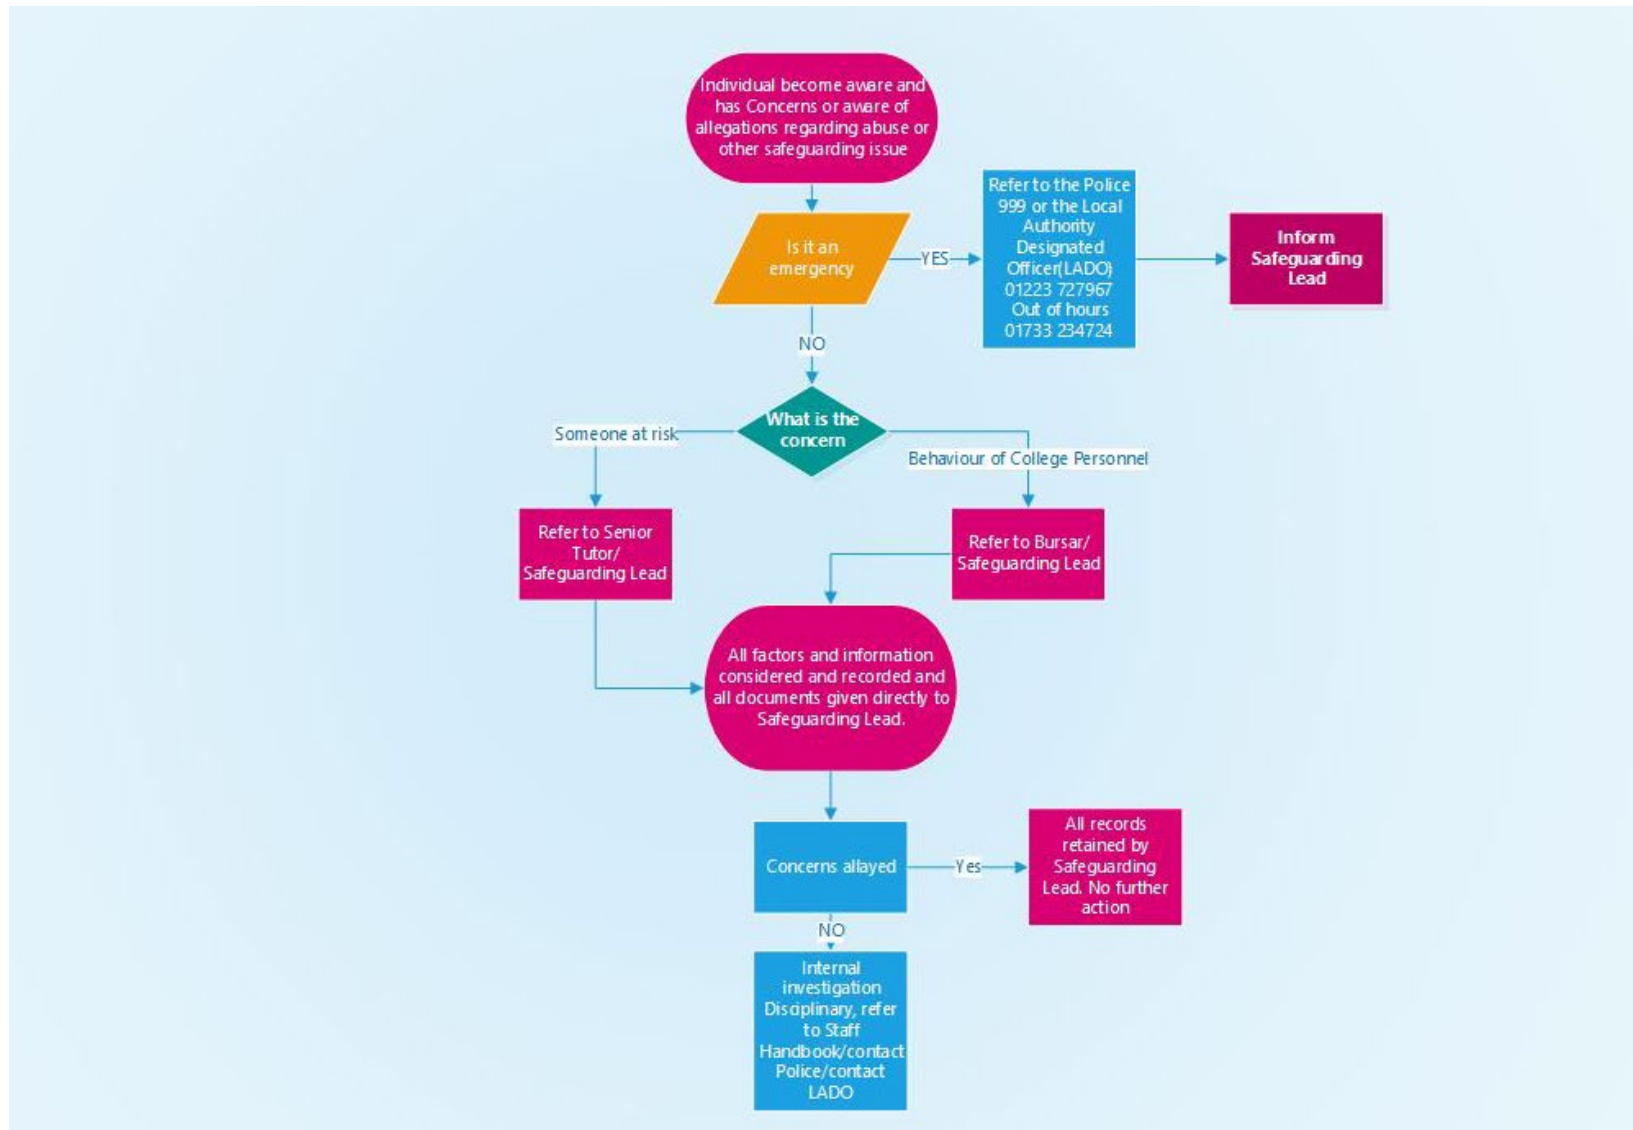 Individual become aware and
has Concerns or aware of
allegations regarding abuse or
other safeguarding issue
Is it an
emergency
YES
Refer to the Police
999 or the Local
Authority
Designated
Officer(LADO)
01223 727967
Out of hours
01733 234724
Inform
Safeguarding
Lead
NO
What is the
concern
Someone at risk
Behaviour of College Personnel
Refer to Senior
Tutor/
Safeguarding Lead
Refer to Bursar/
Safeguarding Lead
All factors and information
considered and recorded and
all documents given directly to
Safeguarding Lead.
Concerns allayed
Yes
All records
retained by
Safeguarding
Lead. No further
action
NO
Internal
investigation
Disciplinary, refer
to Staff
Handbook/contact
Police/contact
LADO